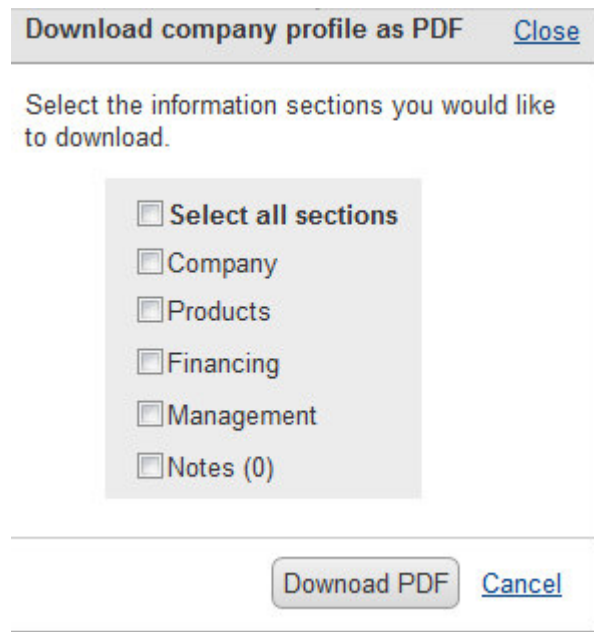 Download company profile as PDF Close
Select the information sections you would like
to download.
Select all sections
Company
Products
Financing
Management
Notes (0)
Downoad PDF Cancel